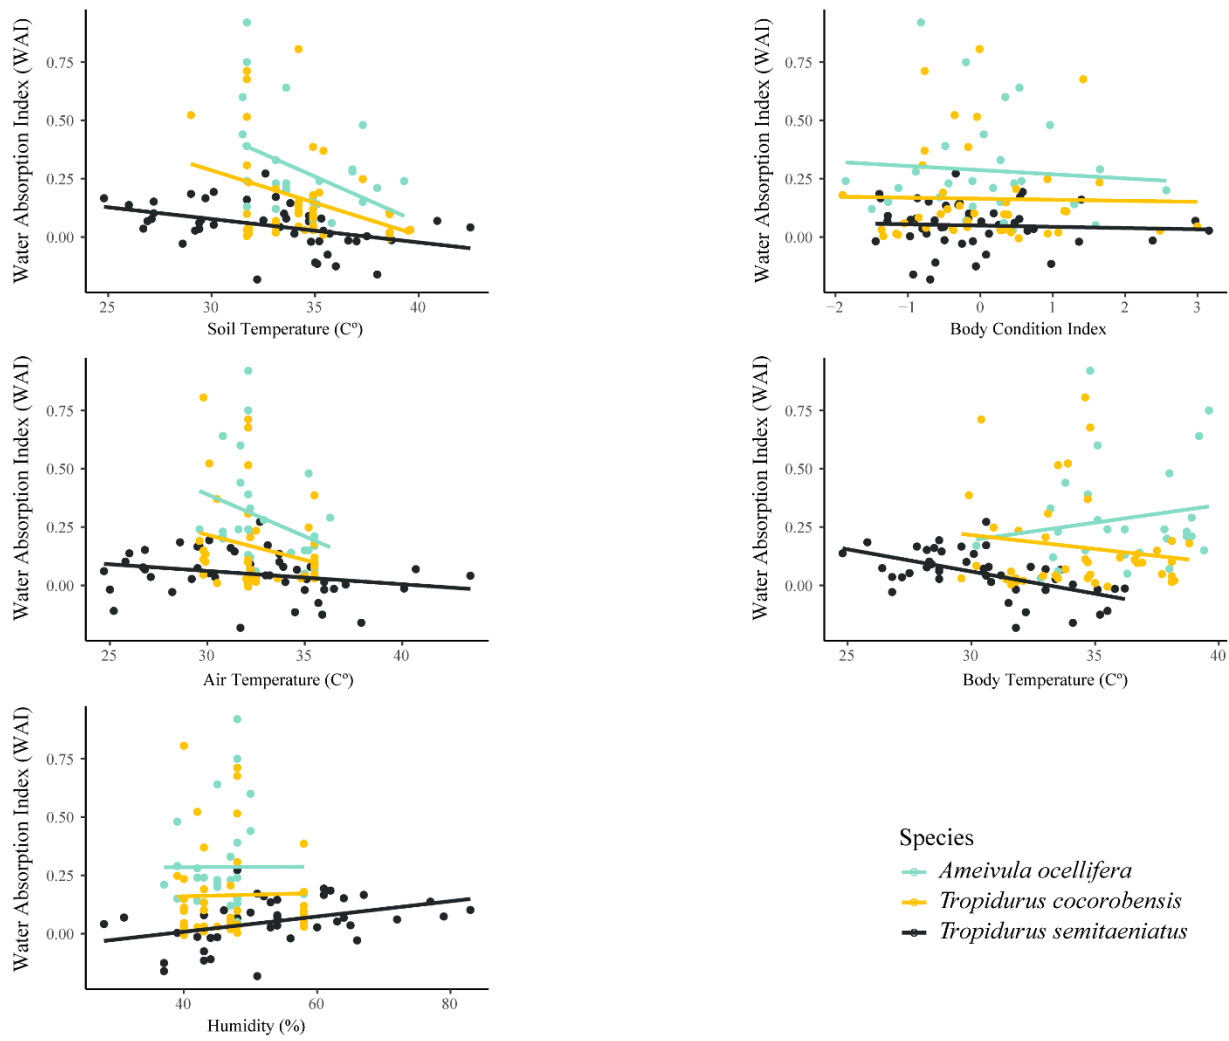 Water Absorption Index (WAI)
0.75
0.50
0.25
0.00
25
30
35
40
Soil Temperature (Cº)
Water Absorption Index (WAI)
0.75
0.50
0.25
0.00
−2
−1
0
1
2
3
Body Condition Index
Water Absorption Index (WAI)
0.75
0.50
0.25
0.00
25
30
35
40
Air Temperature (Cº)
Water Absorption Index (WAI)
0.75
0.50
0.25
0.00
25
30
35
40
Body Temperature (Cº)
Water Absorption Index (WAI)
0.75
0.50
0.25
0.00
40
60
80
Humidity (%)
Species
Ameivula ocellifera
Tropidurus cocorobensis
Tropidurus semitaeniatus